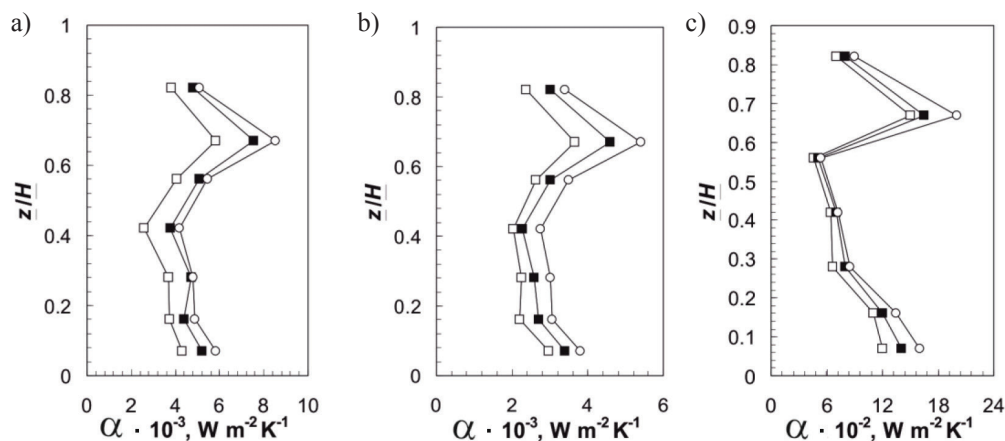 a)
1
0.8
0.6
0.4
0.2
0
z/H
0 2 4 6 8 10
α · 10⁻³, W m⁻² K⁻¹
b)
1
0.8
0.6
0.4
0.2
0
z/H
0 2 4 6
α · 10⁻³, W m⁻² K⁻¹
c)
0.9
0.8
0.7
0.6
0.5
0.4
0.3
0.2
0.1
0
z/H
0 6 12 18 24
α · 10⁻², W m⁻² K⁻¹